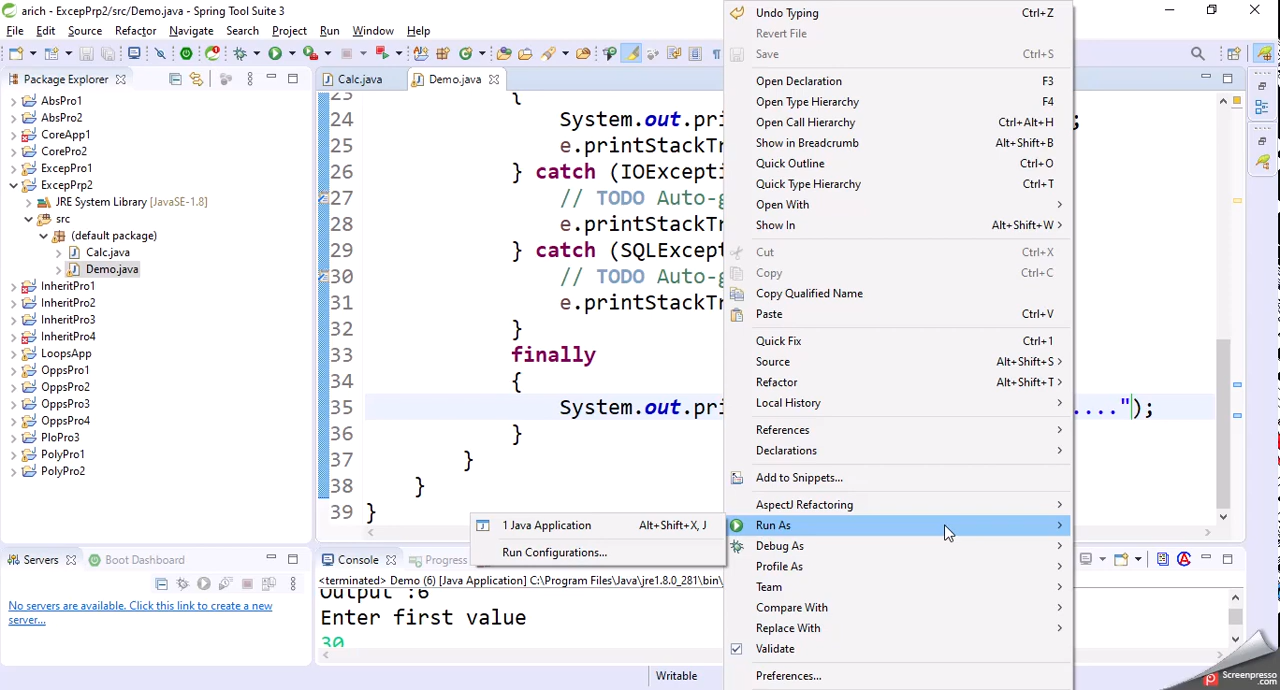 arich - ExcepPrp2/src/Demo.java - Spring Tool Suite 3
File Edit Source Refactor Navigate Search Project Run Window Help
Package Explorer
AbsPro1
AbsPro2
CoreApp1
CorePro2
ExcepPro1
ExcepPrp2
JRE System Library [JavaSE-1.8]
src
(default package)
Calc.java
Demo.java
InheritPro1
InheritPro2
InheritPro3
InheritPro4
LoopsApp
OppsPro1
OppsPro2
OppsPro3
OppsPro4
PloPro3
PolyPro1
PolyPro2
Calc.java Demo.java
23 {
24 System.out.pri ;
25 e.printStackTr
26 } catch (IOExcepti
27 // TODO Auto-g
28 e.printStackTr
29 } catch (SQLExcept
30 // TODO Auto-g
31 e.printStackTr
32 }
33 finally
34 {
35 System.out.pri ....");
36 }
37 }
38 }
39 }
Undo Typing Ctrl+Z
Revert File
Save Ctrl+S
Open Declaration F3
Open Type Hierarchy F4
Open Call Hierarchy Ctrl+Alt+H
Show in Breadcrumb Alt+Shift+B
Quick Outline Ctrl+O
Quick Type Hierarchy Ctrl+T
Open With
Show In Alt+Shift+W
Cut Ctrl+X
Copy Ctrl+C
Copy Qualified Name
Paste Ctrl+V
Quick Fix Ctrl+1
Source Alt+Shift+S
Refactor Alt+Shift+T
Local History
References
Declarations
Add to Snippets...
AspectJ Refactoring
Run As
Debug As
Profile As
Team
Compare With
Replace With
Validate
Preferences...
1 Java Application Alt+Shift+X, J
Run Configurations...
Servers Boot Dashboard
No servers are available. Click this link to create a new
server...
Console Progress
<terminated> Demo (6) [Java Application] C:\Program Files\Java\jre1.8.0_281\bin\
Output :6
Enter first value
30
Writable
Screenpresso
.com